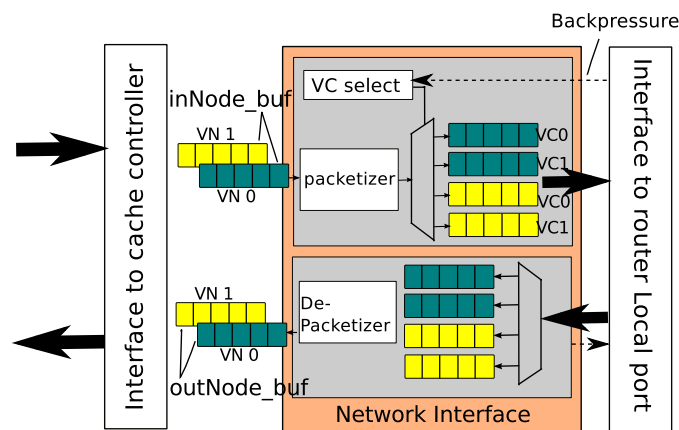 Backpressure
Interface to cache controller
inNode_buf
VN 1
VN 0
VC select
packetizer
VC0
VC1
VC0
VC1
Interface to router Local port
VN 1
VN 0
outNode_buf
De-
Packetizer
Network Interface